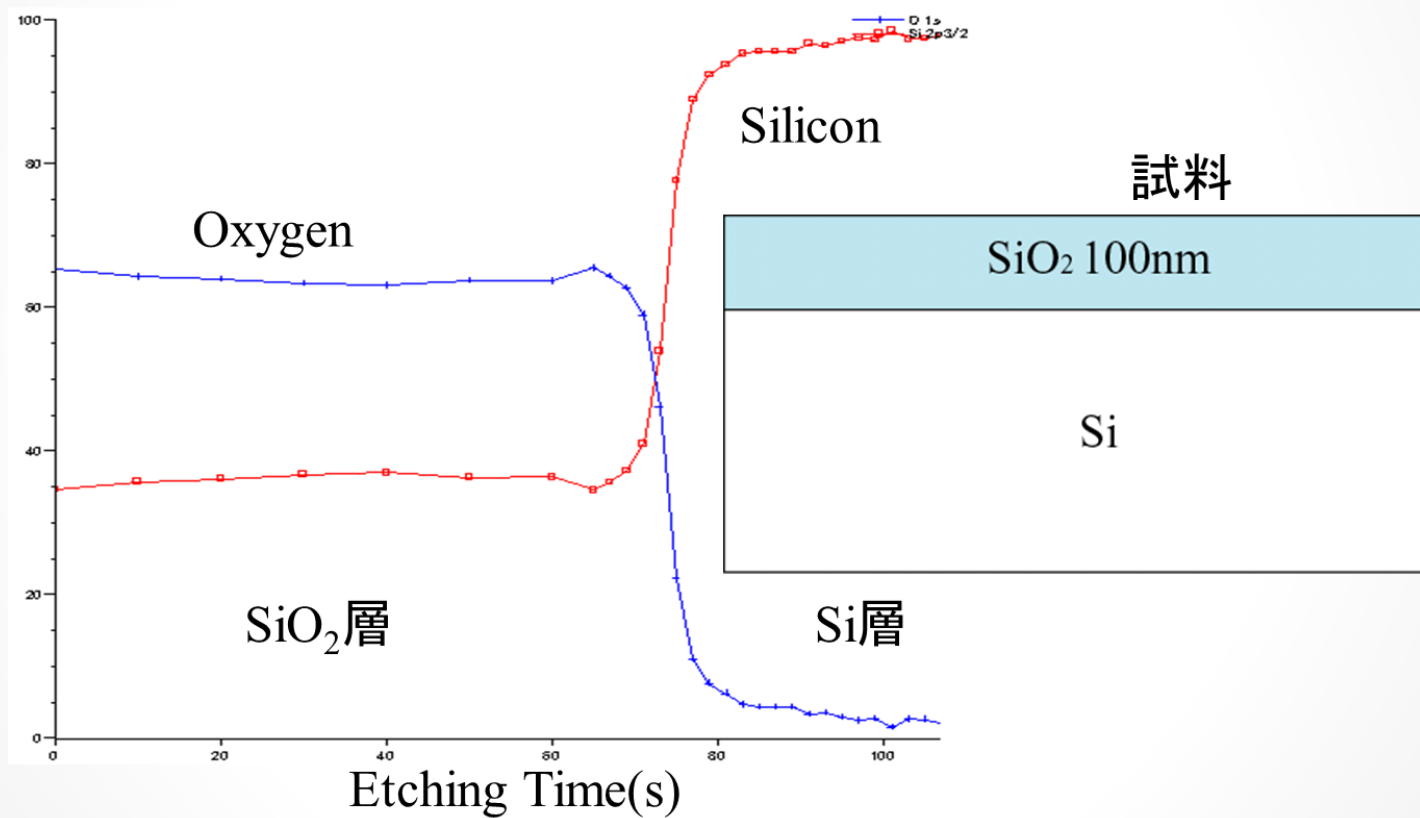 100
O 1s
Si 2p3/2
Silicon
80
試料
Oxygen
SiO₂ 100nm
60
Si
40
20
SiO₂層
Si層
0
0 20 40 60 80 100
Etching Time(s)